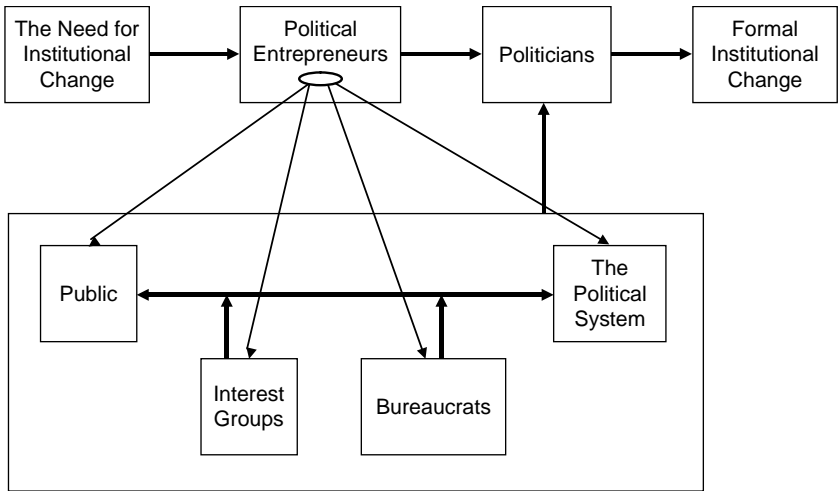 The Need for
Institutional
Change
Political
Entrepreneurs
Politicians
Formal
Institutional
Change
Public
The
Political
System
Interest
Groups
Bureaucrats